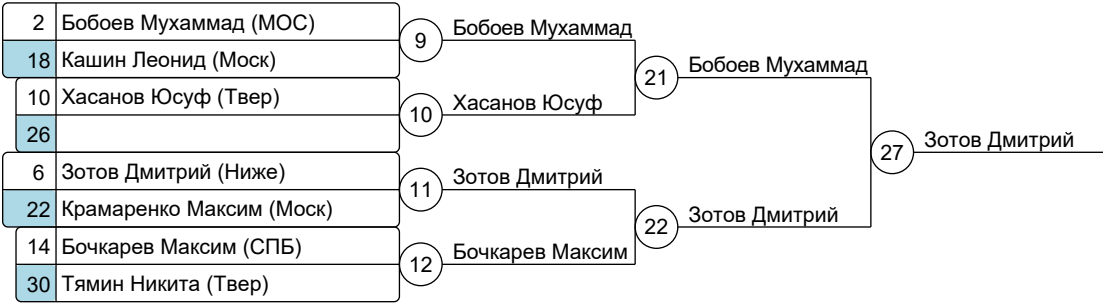 2 Бобоев Мухаммад (МОС)
18 Кашин Леонид (Моск)
10 Хасанов Юсуф (Твер)
26
6 Зотов Дмитрий (Ниже)
22 Крамаренко Максим (Моск)
14 Бочкарев Максим (СПБ)
30 Тямин Никита (Твер)
9 Бобоев Мухаммад
10 Хасанов Юсуф
11 Зотов Дмитрий
12 Бочкарев Максим
21 Бобоев Мухаммад
22 Зотов Дмитрий
27 Зотов Дмитрий